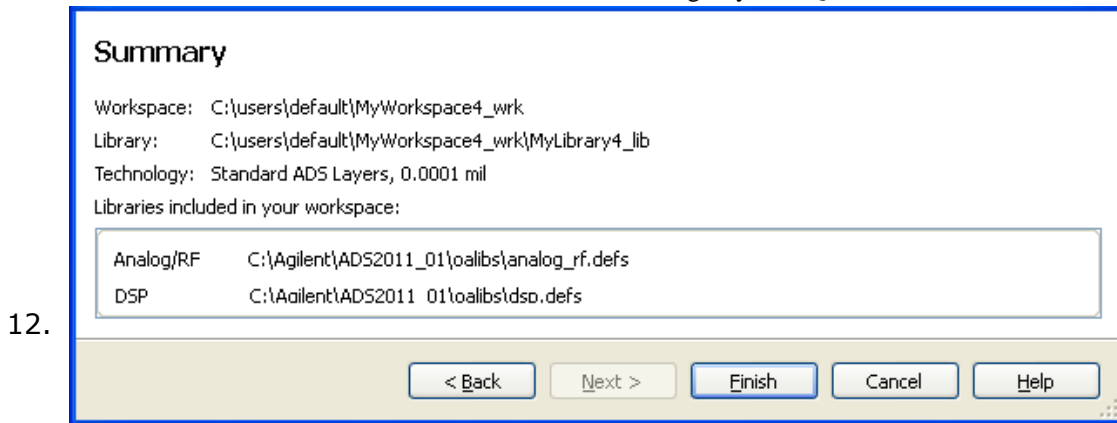 Summary
Workspace: C:\users\default\MyWorkspace4_wrk
Library: C:\users\default\MyWorkspace4_wrk\MyLibrary4_lib
Technology: Standard ADS Layers, 0.0001 mil
Libraries included in your workspace:
Analog/RF C:\Agilent\ADS2011_01\oalibs\analog_rf.defs
DSP C:\Agilent\ADS2011_01\oalibs\dsp.defs
12.
< Back Next > Finish Cancel Help